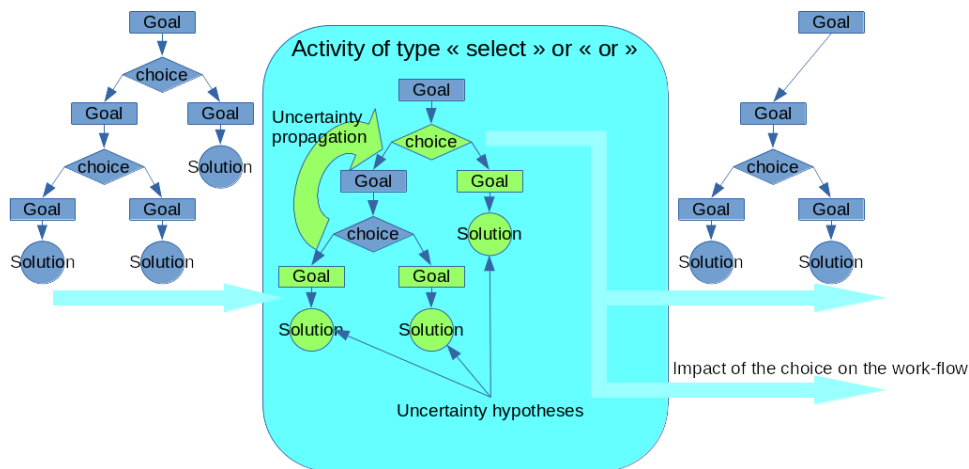 Goal
choice
Goal
Goal
choice
Solution
Goal
Goal
Solution
Solution
Activity of type « select » or « or »
Goal
Uncertainty
propagation
choice
Goal
Goal
choice
Solution
Goal
Goal
Solution
Solution
Uncertainty hypotheses
Goal
Goal
choice
Goal
Goal
Solution
Solution
Impact of the choice on the work-flow